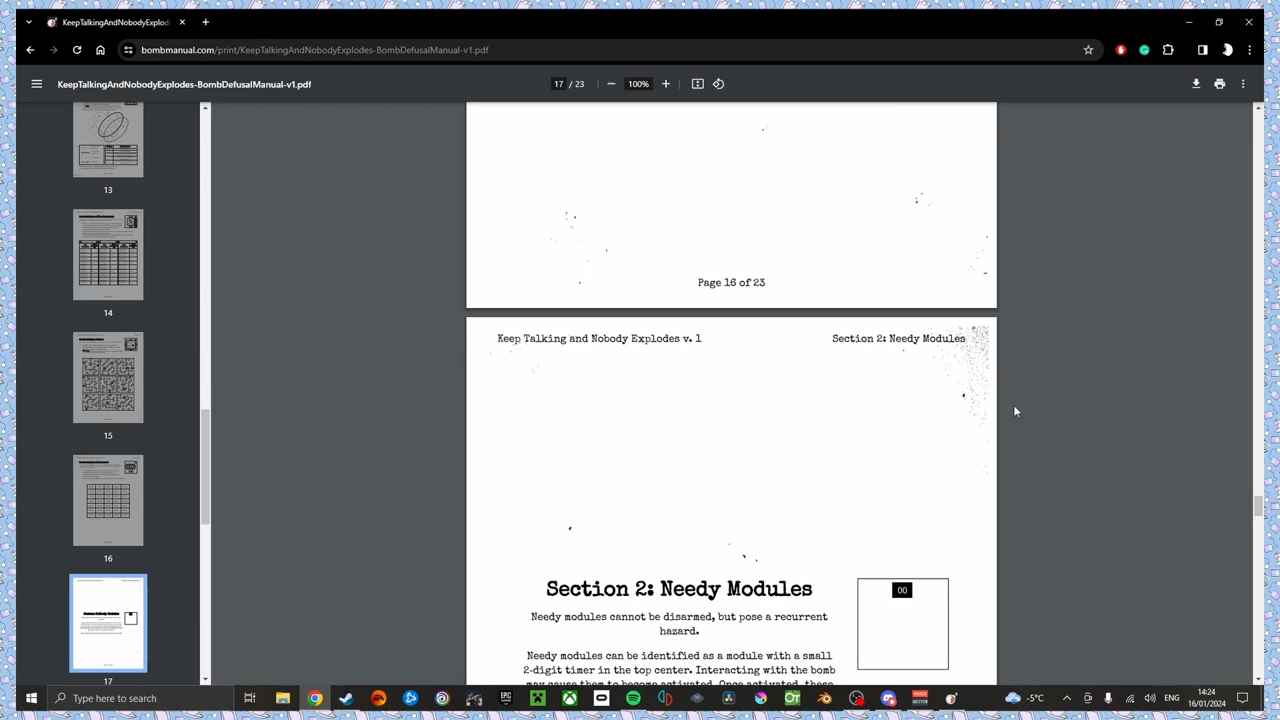 KeepTalkingAndNobodyExplod
bombmanual.com/print/KeepTalkingAndNobodyExplodes-BombDefusalManual-v1.pdf
KeepTalkingAndNobodyExplodes-BombDefusalManual-v1.pdf
17 / 23
100%
13
14
15
16
17
Page 16 of 23
Keep Talking and Nobody Explodes v. 1
Section 2: Needy Modules
Section 2: Needy Modules
00
Needy modules cannot be disarmed, but pose a recurrent
hazard.
Needy modules can be identified as a module with a small
2-digit timer in the top center. Interacting with the bomb
may cause them to become activated. Once activated, these
Type here to search
EPIC
GAMES
-5°C
ENG
14:24
16/01/2024